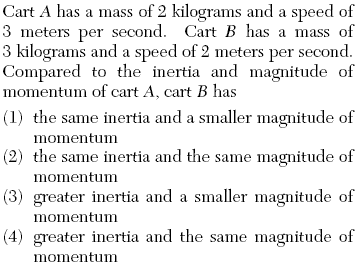 Cart A has a mass of 2 kilograms and a speed of
3 meters per second. Cart B has a mass of
3 kilograms and a speed of 2 meters per second.
Compared to the inertia and magnitude of
momentum of cart A, cart B has
(1) the same inertia and a smaller magnitude of
momentum
(2) the same inertia and the same magnitude of
momentum
(3) greater inertia and a smaller magnitude of
momentum
(4) greater inertia and the same magnitude of
momentum